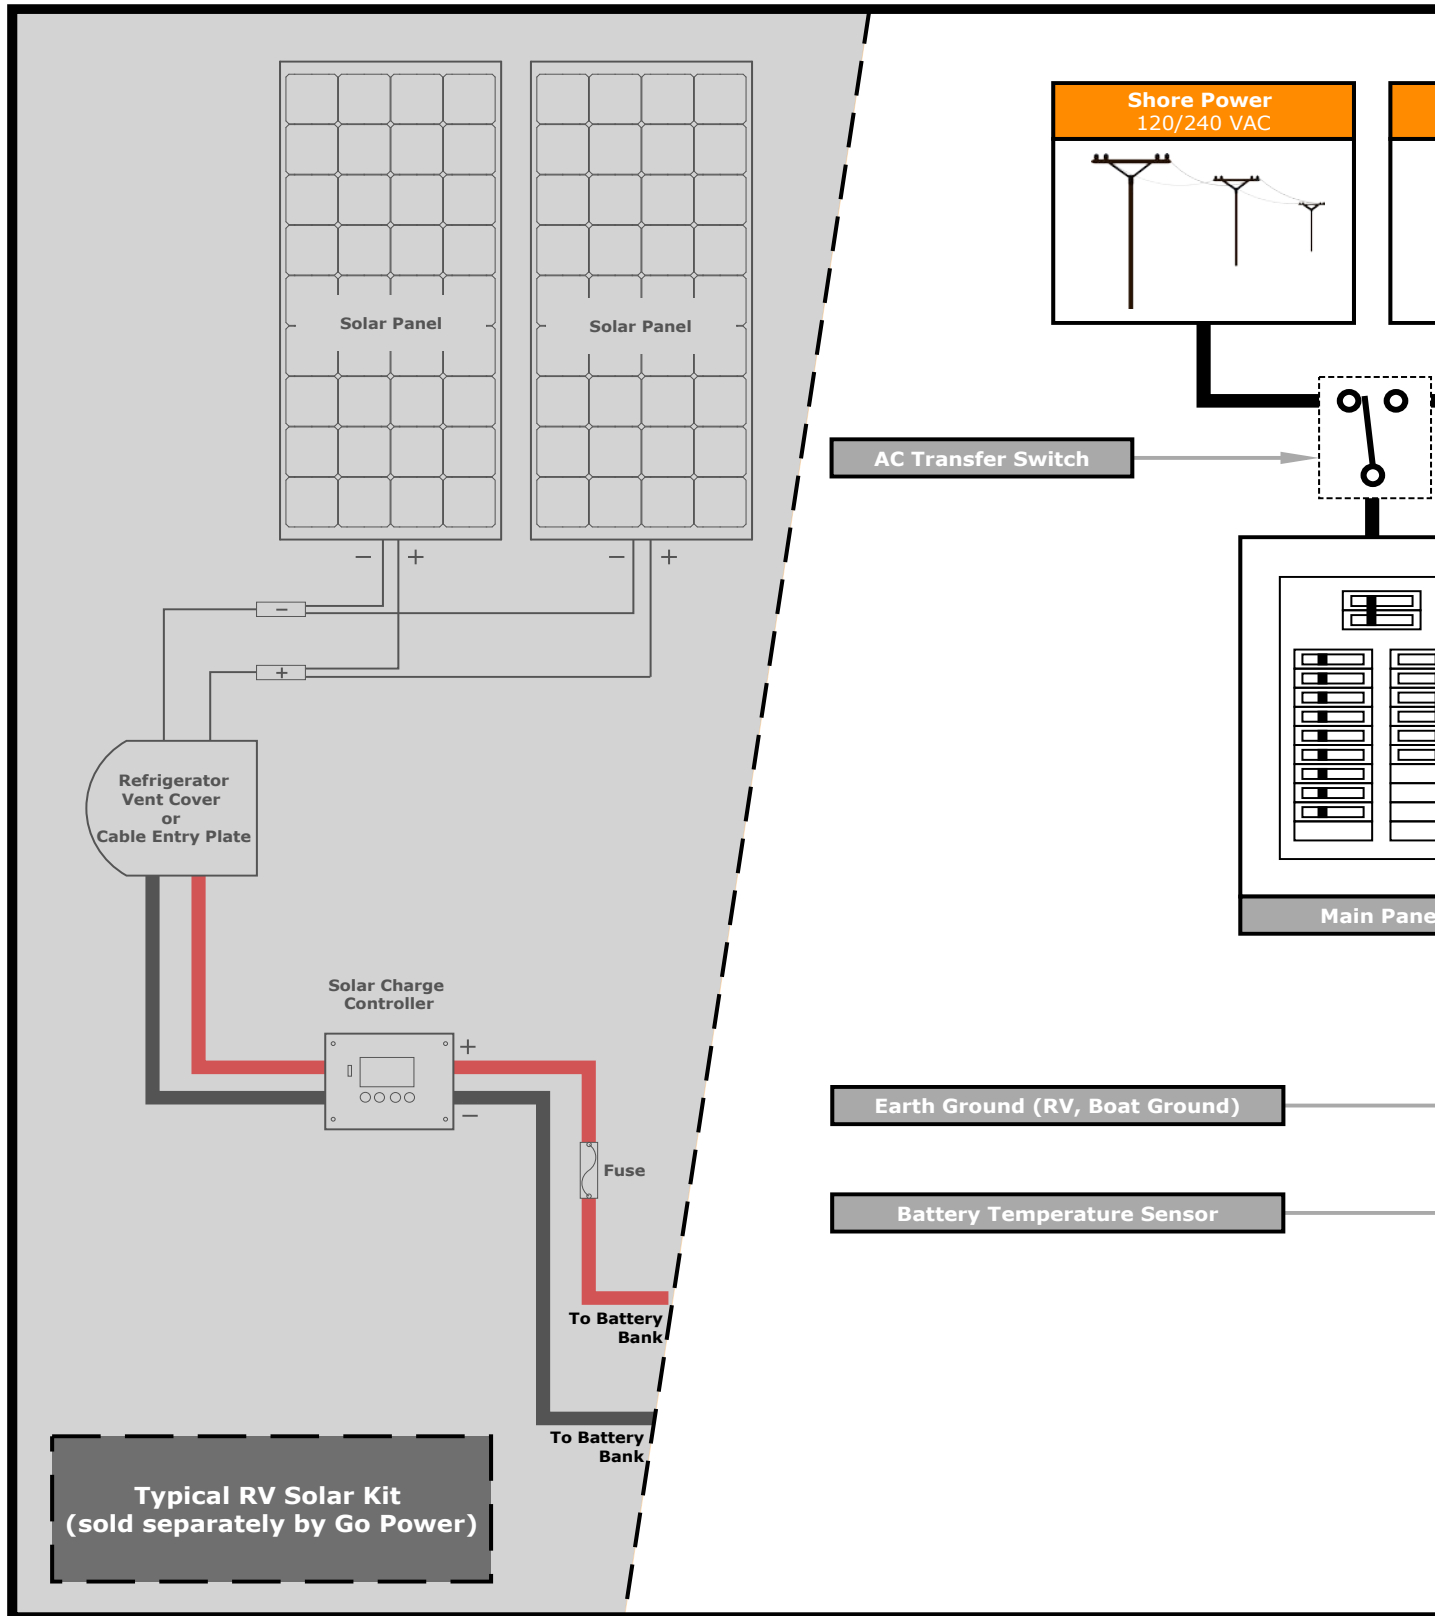 Shore Power
120/240 VAC
Solar Panel
Solar Panel
AC Transfer Switch
− +
− +
−
+
Refrigerator
Vent Cover
or
Cable Entry Plate
Main Pane
Solar Charge
Controller
+
−
Earth Ground (RV, Boat Ground)
Fuse
Battery Temperature Sensor
To Battery
Bank
To Battery
Bank
Typical RV Solar Kit
(sold separately by Go Power)